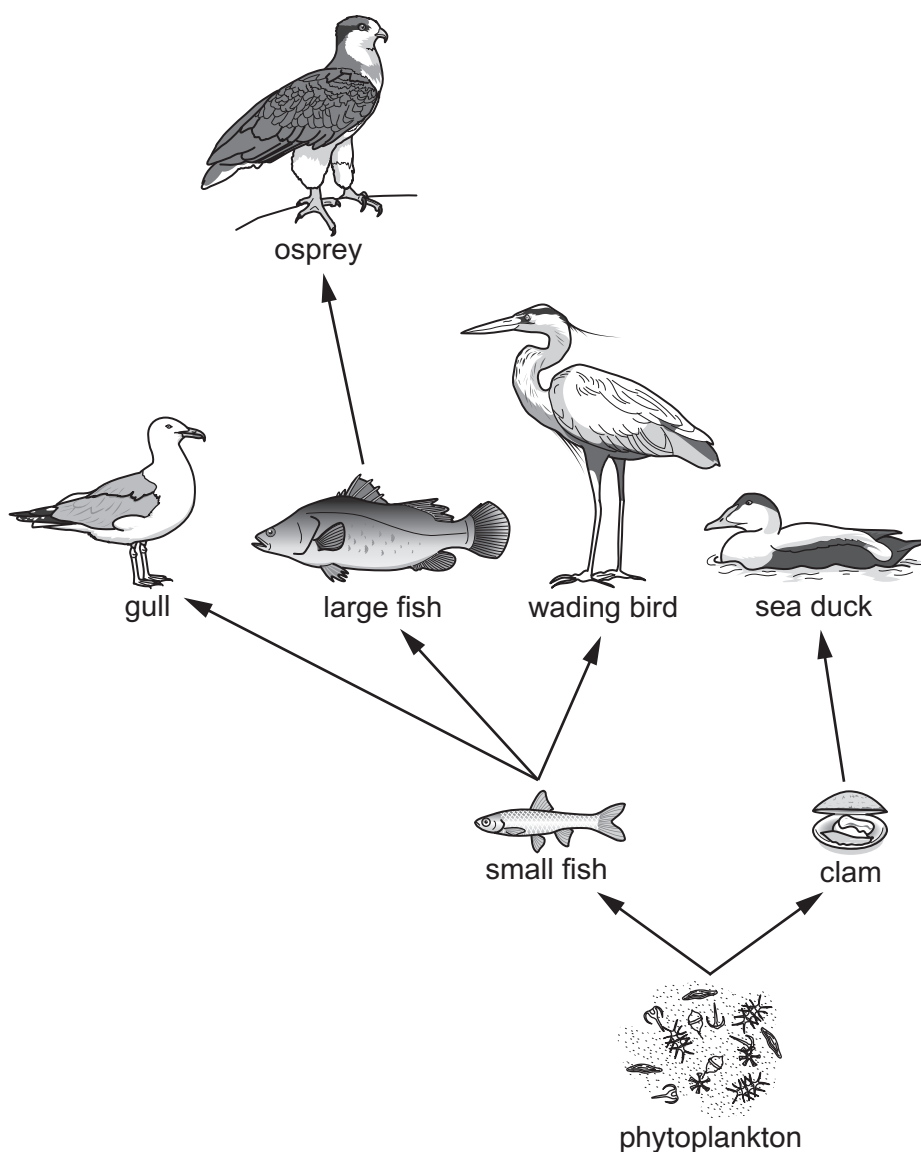 osprey
gull
large fish
wading bird
sea duck
small fish
clam
phytoplankton